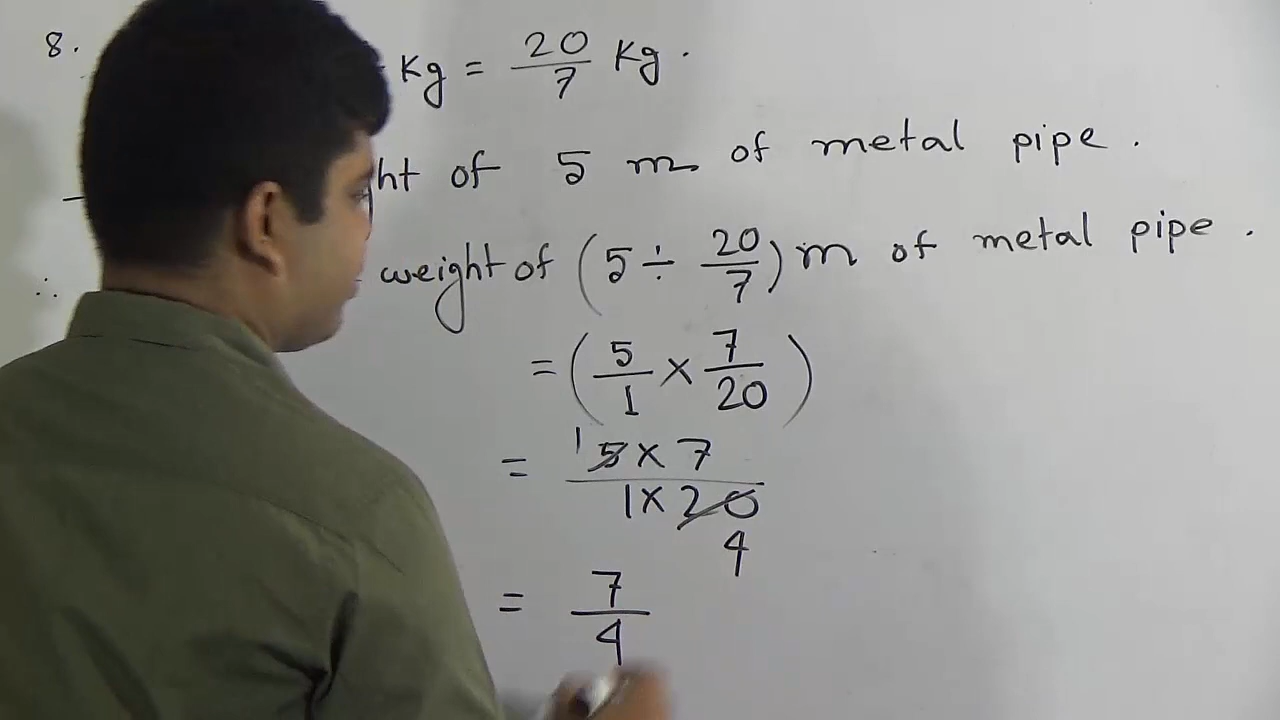 8. Kg = 20/7 Kg.
ht of 5 m of metal pipe.
∴ weight of (5 ÷ 20/7) m of metal pipe.
= (5/1 × 7/20)
= 1 5 × 7 / 1 × 20 4
= 7/4